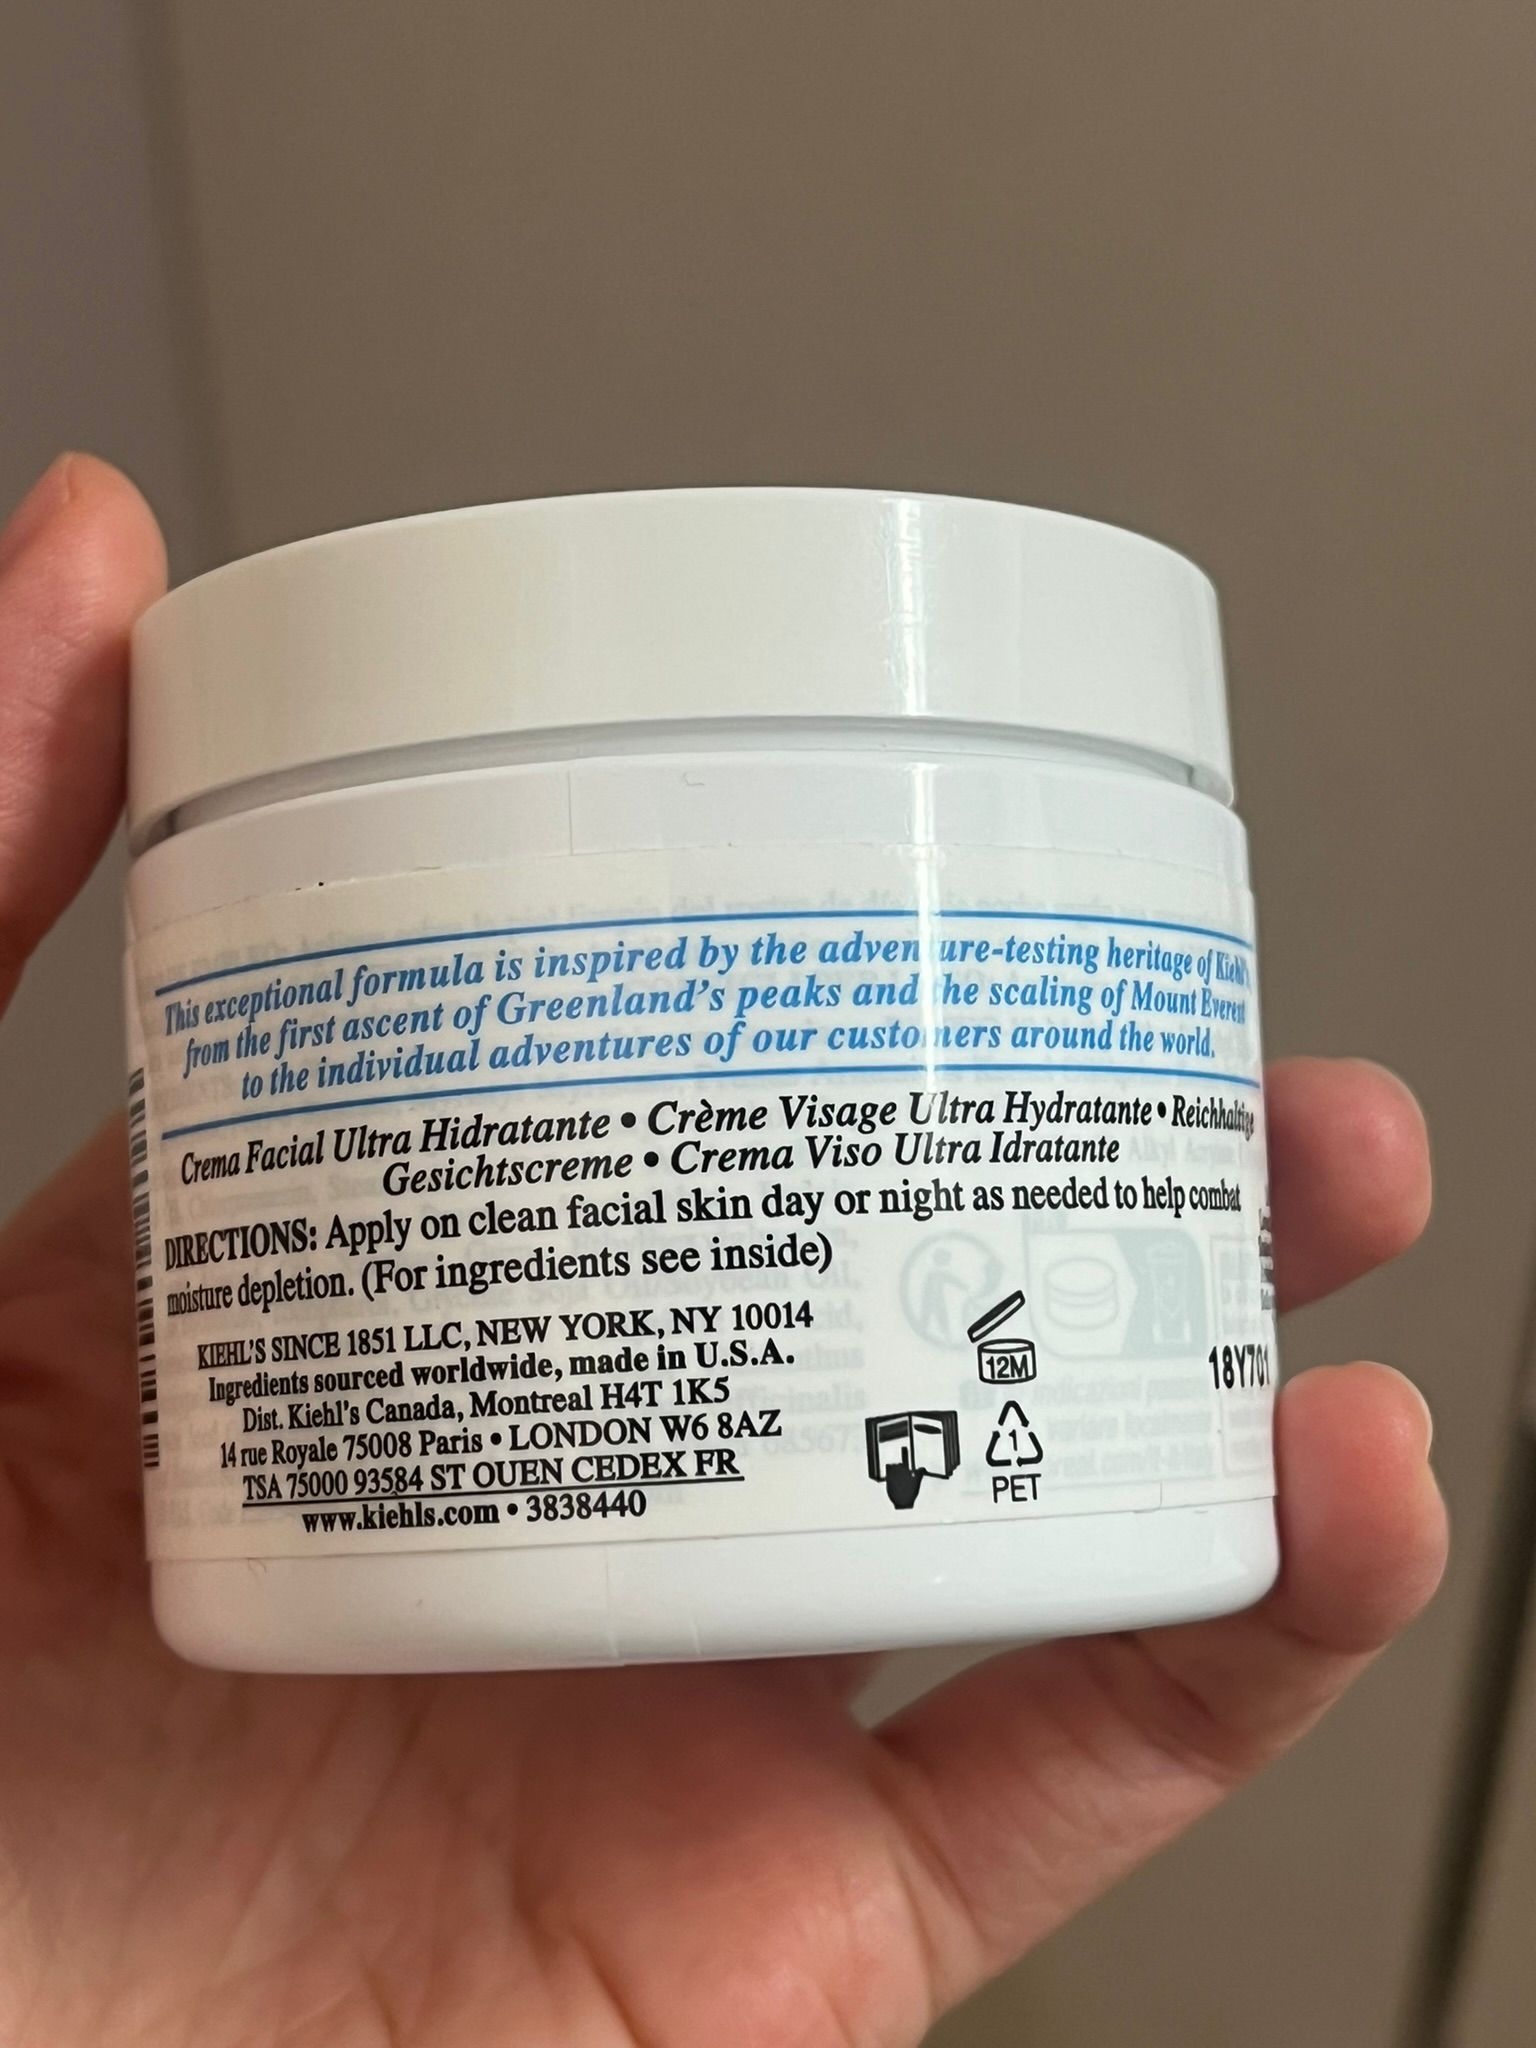 This exceptional formula is inspired by the adventure-testing heritage of Kiehl's,
from the first ascent of Greenland's peaks and the scaling of Mount Everest
to the individual adventures of our customers around the world.
Crema Facial Ultra Hidratante • Crème Visage Ultra Hydratante • Reichhaltige
Gesichtscreme • Crema Viso Ultra Idratante
DIRECTIONS: Apply on clean facial skin day or night as needed to help combat
moisture depletion. (For ingredients see inside)
KIEHL'S SINCE 1851 LLC, NEW YORK, NY 10014
Ingredients sourced worldwide, made in U.S.A.
Dist. Kiehl's Canada, Montreal H4T 1K5
14 rue Royale 75008 Paris • LONDON W6 8AZ
TSA 75000 93584 ST OUEN CEDEX FR
www.kiehls.com • 3838440
12M
1
PET
18Y701